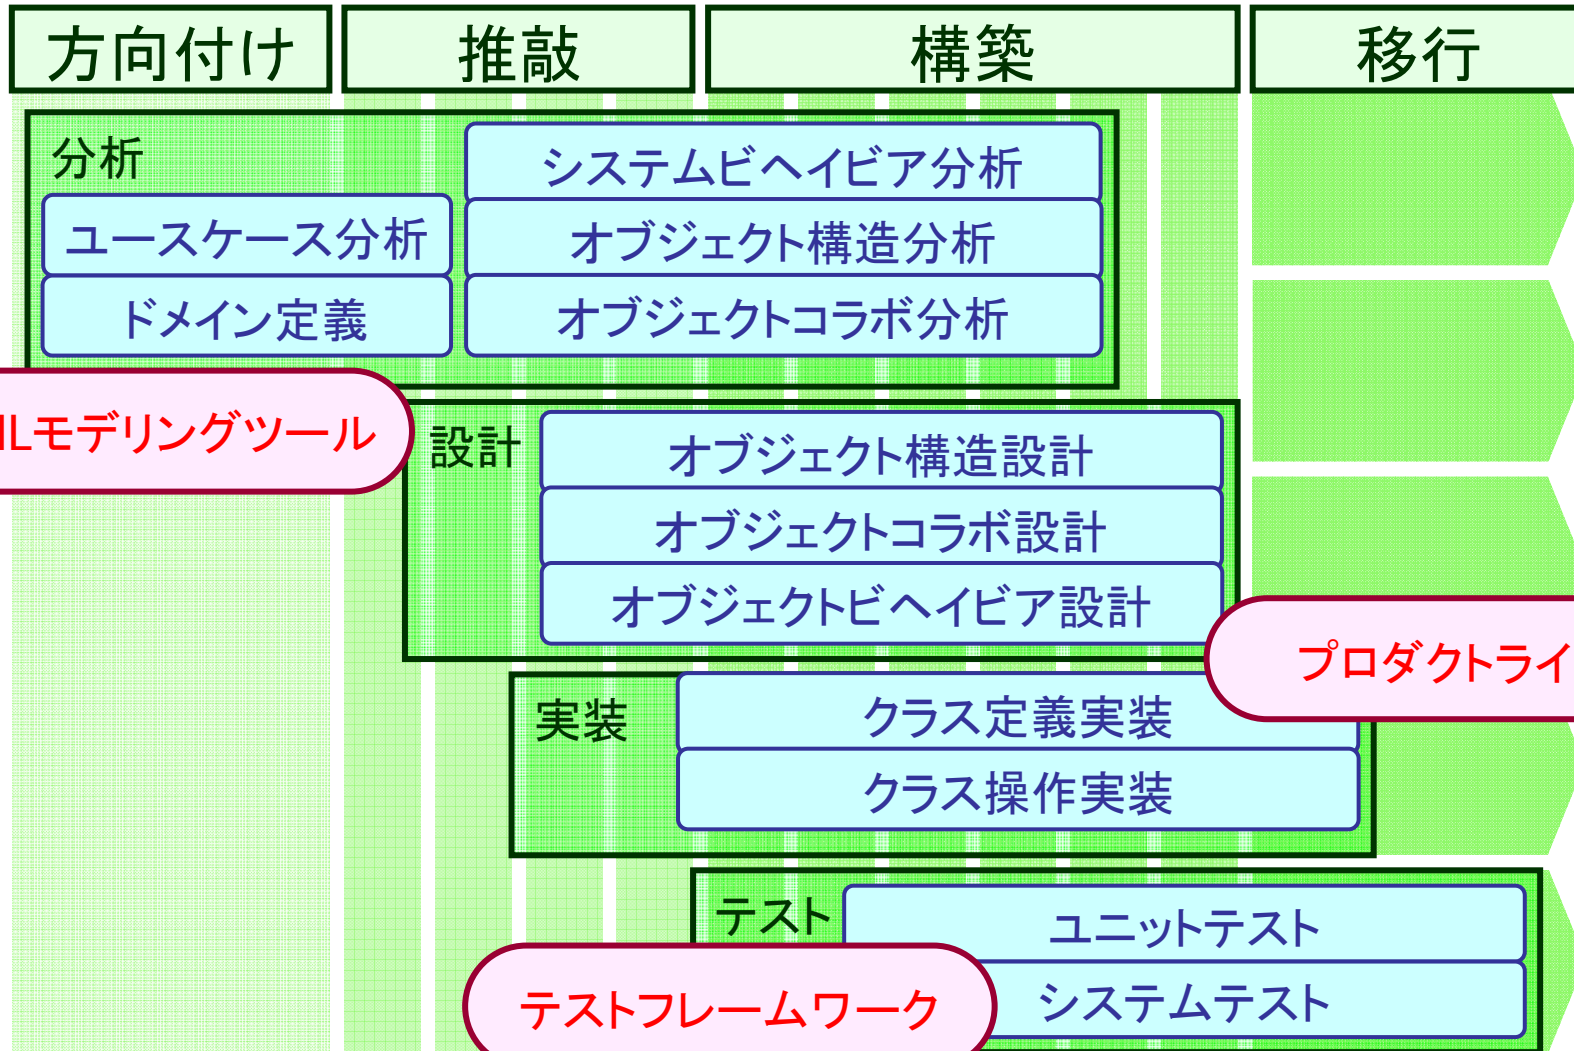 方向付け
推敲
構築
移行
分析
システムビヘイビア分析
ユースケース分析
オブジェクト構造分析
ドメイン定義
オブジェクトコラボ分析
Lモデリングツール
設計
オブジェクト構造設計
オブジェクトコラボ設計
オブジェクトビヘイビア設計
プロダクトライ
実装
クラス定義実装
クラス操作実装
テスト
ユニットテスト
システムテスト
テストフレームワーク